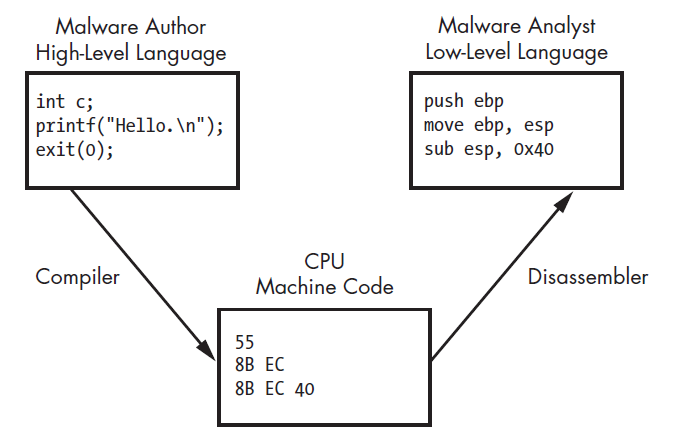 Malware Author
High-Level Language
int c;
printf("Hello.\n");
exit(0);
Malware Analyst
Low-Level Language
push ebp
move ebp, esp
sub esp, 0x40
Compiler
Disassembler
CPU
Machine Code
55
8B EC
8B EC 40